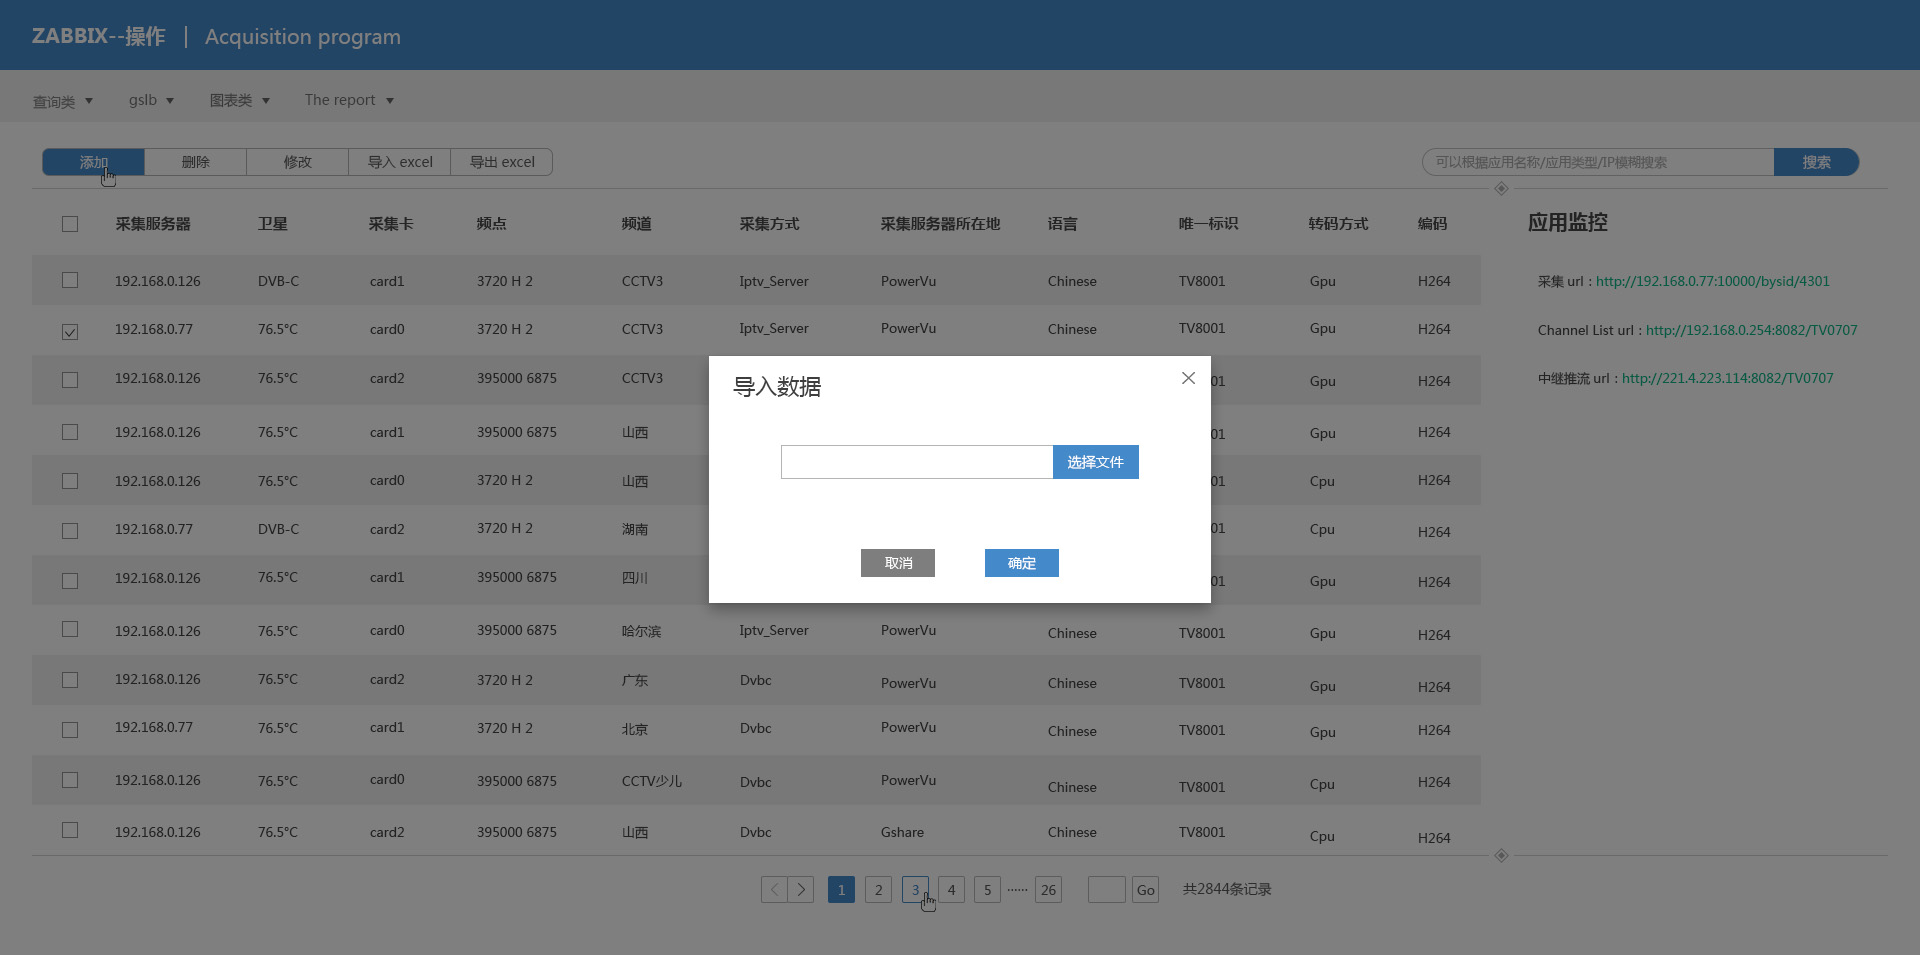 ZABBIX--操作 | Acquisition program
查询类 gslb 图表类 The report
添加 删除 修改 导入 excel 导出 excel 可以根据应用名称/应用类型/IP模糊搜索 搜索
采集服务器 卫星 采集卡 频点 频道 采集方式 采集服务器所在地 语言 唯一标识 转码方式 编码 应用监控
192.168.0.126 DVB-C card1 3720 H 2 CCTV3 Iptv_Server PowerVu Chinese TV8001 Gpu H264 采集 url : http://192.168.0.77:10000/bysid/4301
192.168.0.77 76.5°C card0 3720 H 2 CCTV3 Iptv_Server PowerVu Chinese TV8001 Gpu H264 Channel List url : http://192.168.0.254:8082/TV0707
192.168.0.126 76.5°C card2 395000 6875 CCTV3 01 Gpu H264 中继推流 url : http://221.4.223.114:8082/TV0707
导入数据
192.168.0.126 76.5°C card1 395000 6875 山西 01 Gpu H264
选择文件
192.168.0.126 76.5°C card0 3720 H 2 山西 01 Cpu H264
192.168.0.77 DVB-C card2 3720 H 2 湖南 01 Cpu H264
取消 确定
192.168.0.126 76.5°C card1 395000 6875 四川 01 Gpu H264
192.168.0.126 76.5°C card0 395000 6875 哈尔滨 Iptv_Server PowerVu Chinese TV8001 Gpu H264
192.168.0.126 76.5°C card2 3720 H 2 广东 Dvbc PowerVu Chinese TV8001 Gpu H264
192.168.0.77 76.5°C card1 3720 H 2 北京 Dvbc PowerVu Chinese TV8001 Gpu H264
192.168.0.126 76.5°C card0 395000 6875 CCTV少儿 Dvbc PowerVu Chinese TV8001 Cpu H264
192.168.0.126 76.5°C card2 395000 6875 山西 Dvbc Gshare Chinese TV8001 Cpu H264
1 2 3 4 5 ······ 26 Go 共2844条记录